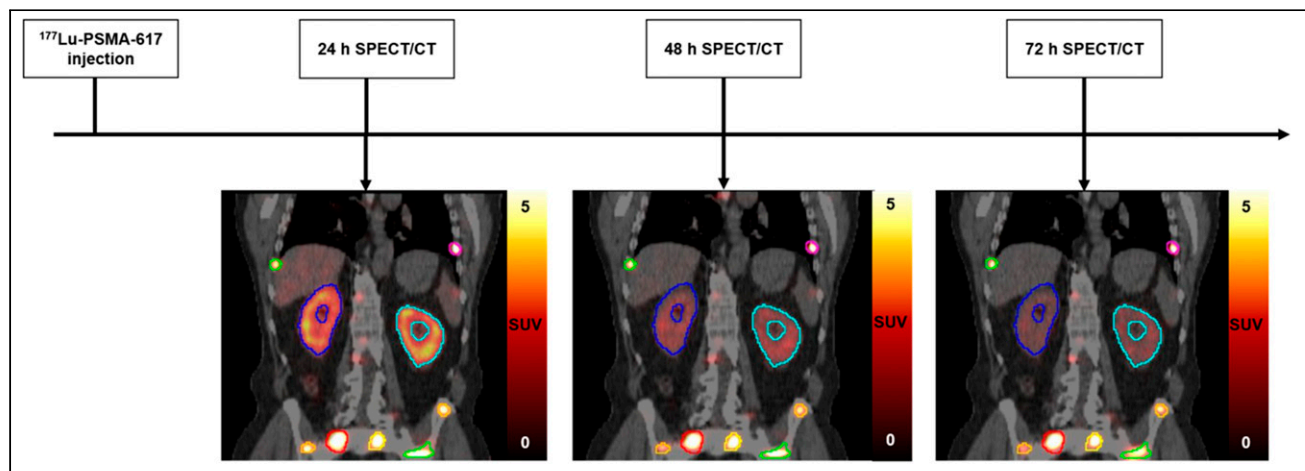 ¹⁷⁷Lu-PSMA-617
injection
24 h SPECT/CT
48 h SPECT/CT
72 h SPECT/CT
5
SUV
0
5
SUV
0
5
SUV
0